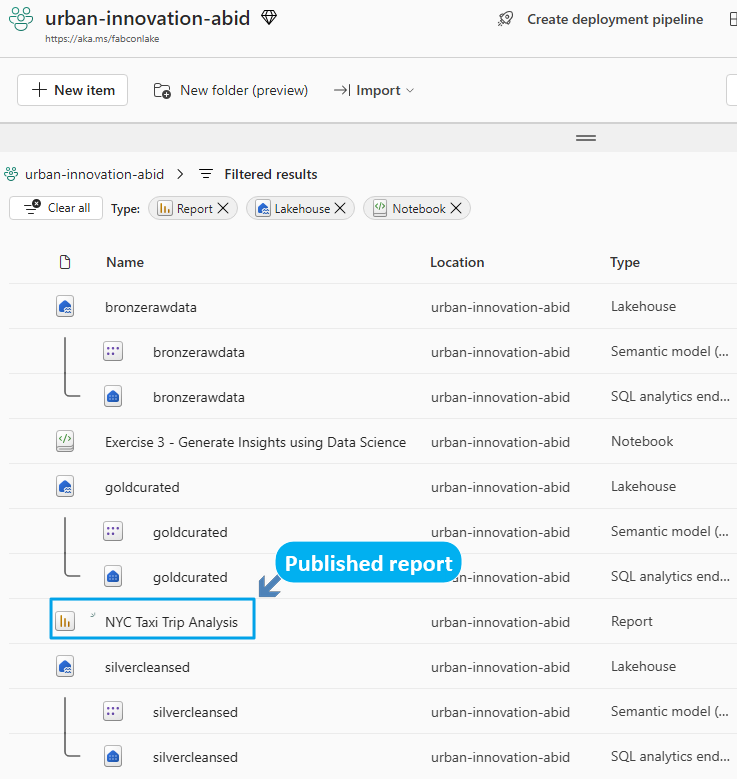 urban-innovation-abid
https://aka.ms/fabconlake
Create deployment pipeline
New item
New folder (preview)
Import
urban-innovation-abid > Filtered results
Clear all Type: Report Lakehouse Notebook
Name Location Type
bronzerawdata urban-innovation-abid Lakehouse
bronzerawdata urban-innovation-abid Semantic model (...
bronzerawdata urban-innovation-abid SQL analytics end...
Exercise 3 - Generate Insights using Data Science urban-innovation-abid Notebook
goldcurated urban-innovation-abid Lakehouse
goldcurated urban-innovation-abid Semantic model (...
goldcurated urban-innovation-abid SQL analytics end...
Published report
NYC Taxi Trip Analysis urban-innovation-abid Report
silvercleansed urban-innovation-abid Lakehouse
silvercleansed urban-innovation-abid Semantic model (...
silvercleansed urban-innovation-abid SQL analytics end...